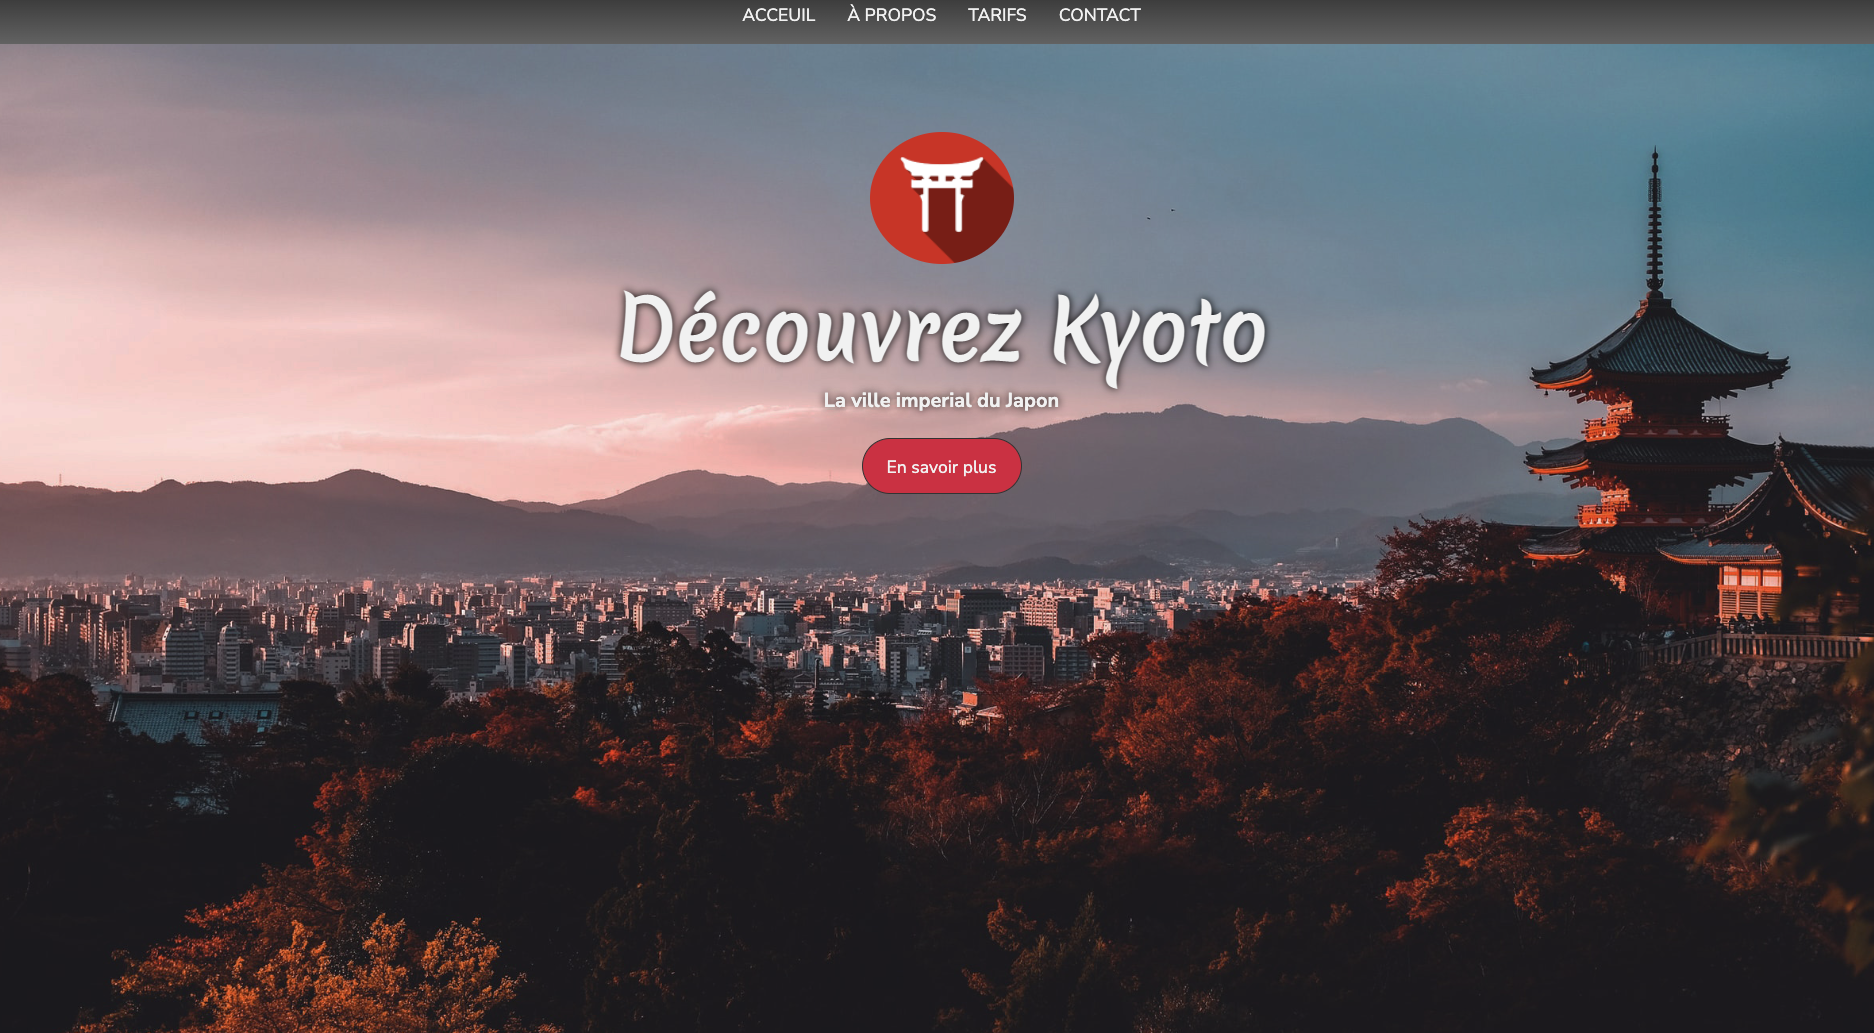 ACCEUIL À PROPOS TARIFS CONTACT
Découvrez Kyoto
La ville imperial du Japon
En savoir plus